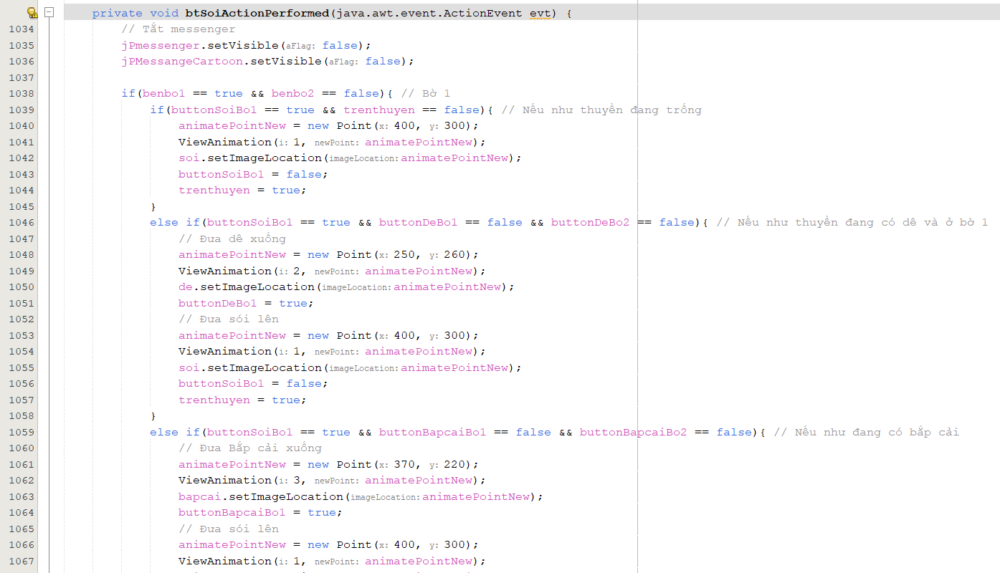 private void btSoiActionPerformed(java.awt.event.ActionEvent evt) {
1034 // Tắt messenger
1035 jPmessenger.setVisible(aFlag: false);
1036 jPMessangeCartoon.setVisible(aFlag: false);
1037
1038 if(benbo1 == true && benbo2 == false){ // Bờ 1
1039 if(buttonSoiBo1 == true && trenthuyen == false){ // Nếu như thuyền đang trống
1040 animatePointNew = new Point(x: 400, y: 300);
1041 ViewAnimation(i: 1, newPoint: animatePointNew);
1042 soi.setImageLocation(imageLocation: animatePointNew);
1043 buttonSoiBo1 = false;
1044 trenthuyen = true;
1045 }
1046 else if(buttonSoiBo1 == true && buttonDeBo1 == false && buttonDeBo2 == false){ // Nếu như thuyền đang có dê và ở bờ 1
1047 // Đưa dê xuống
1048 animatePointNew = new Point(x: 250, y: 260);
1049 ViewAnimation(i: 2, newPoint: animatePointNew);
1050 de.setImageLocation(imageLocation: animatePointNew);
1051 buttonDeBo1 = true;
1052 // Đưa sói lên
1053 animatePointNew = new Point(x: 400, y: 300);
1054 ViewAnimation(i: 1, newPoint: animatePointNew);
1055 soi.setImageLocation(imageLocation: animatePointNew);
1056 buttonSoiBo1 = false;
1057 trenthuyen = true;
1058 }
1059 else if(buttonSoiBo1 == true && buttonBapcaiBo1 == false && buttonBapcaiBo2 == false){ // Nếu như đang có bắp cải
1060 // Đưa Bắp cải xuống
1061 animatePointNew = new Point(x: 370, y: 220);
1062 ViewAnimation(i: 3, newPoint: animatePointNew);
1063 bapcai.setImageLocation(imageLocation: animatePointNew);
1064 buttonBapcaiBo1 = true;
1065 // Đưa sói lên
1066 animatePointNew = new Point(x: 400, y: 300);
1067 ViewAnimation(i: 1, newPoint: animatePointNew);